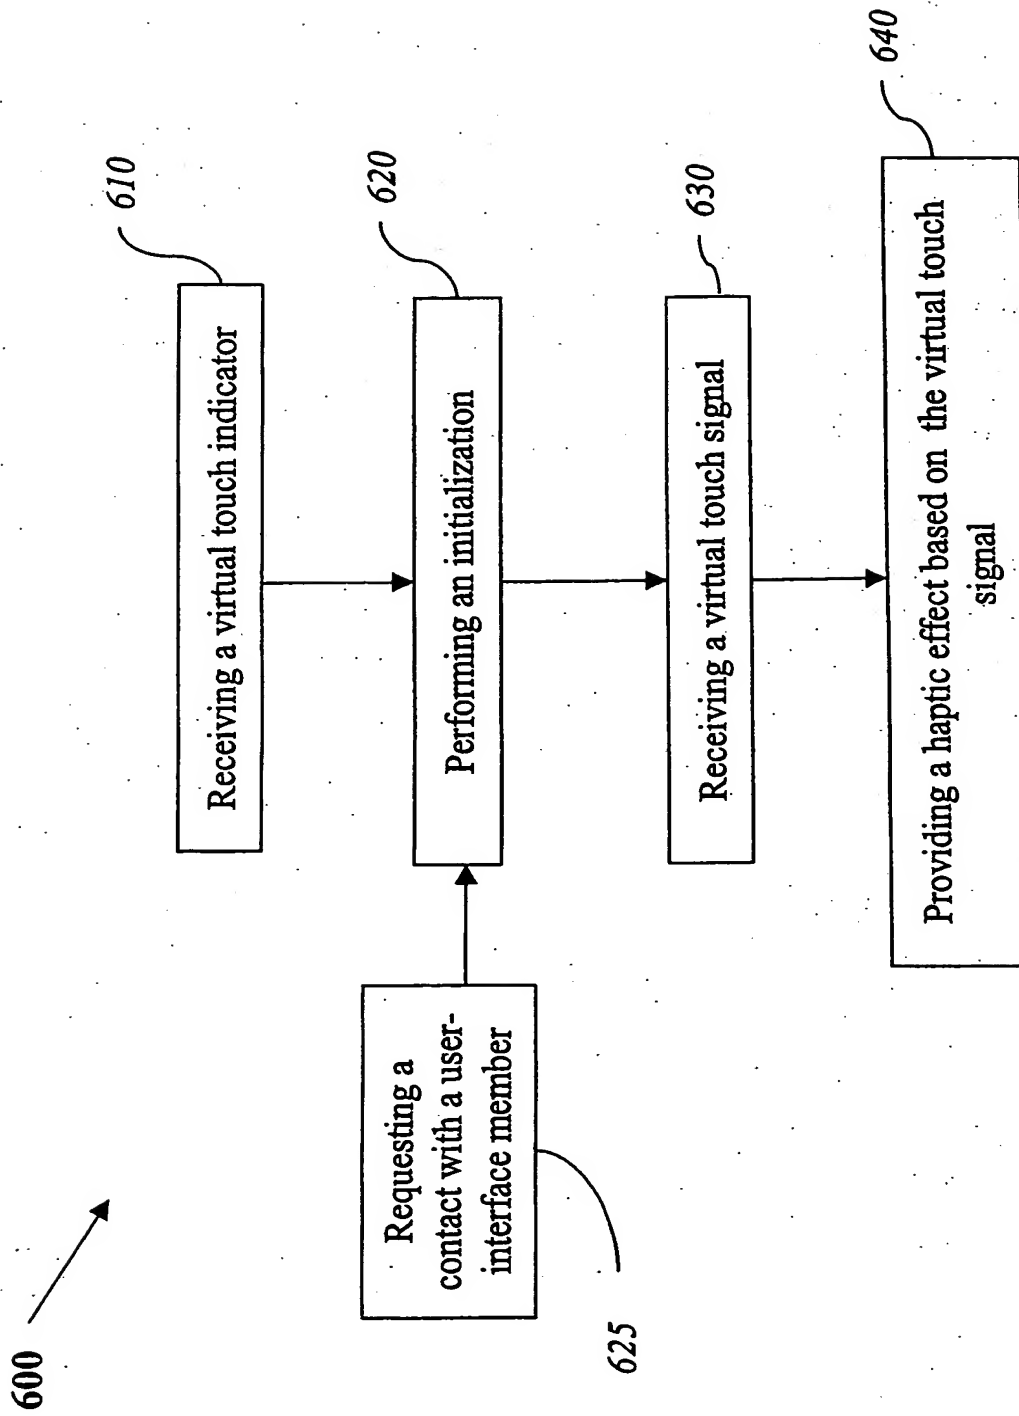 600
610
Receiving a virtual touch indicator
620
Performing an initialization
Requesting a
contact with a user-
interface member
625
630
Receiving a virtual touch signal
640
Providing a haptic effect based on the virtual touch
signal